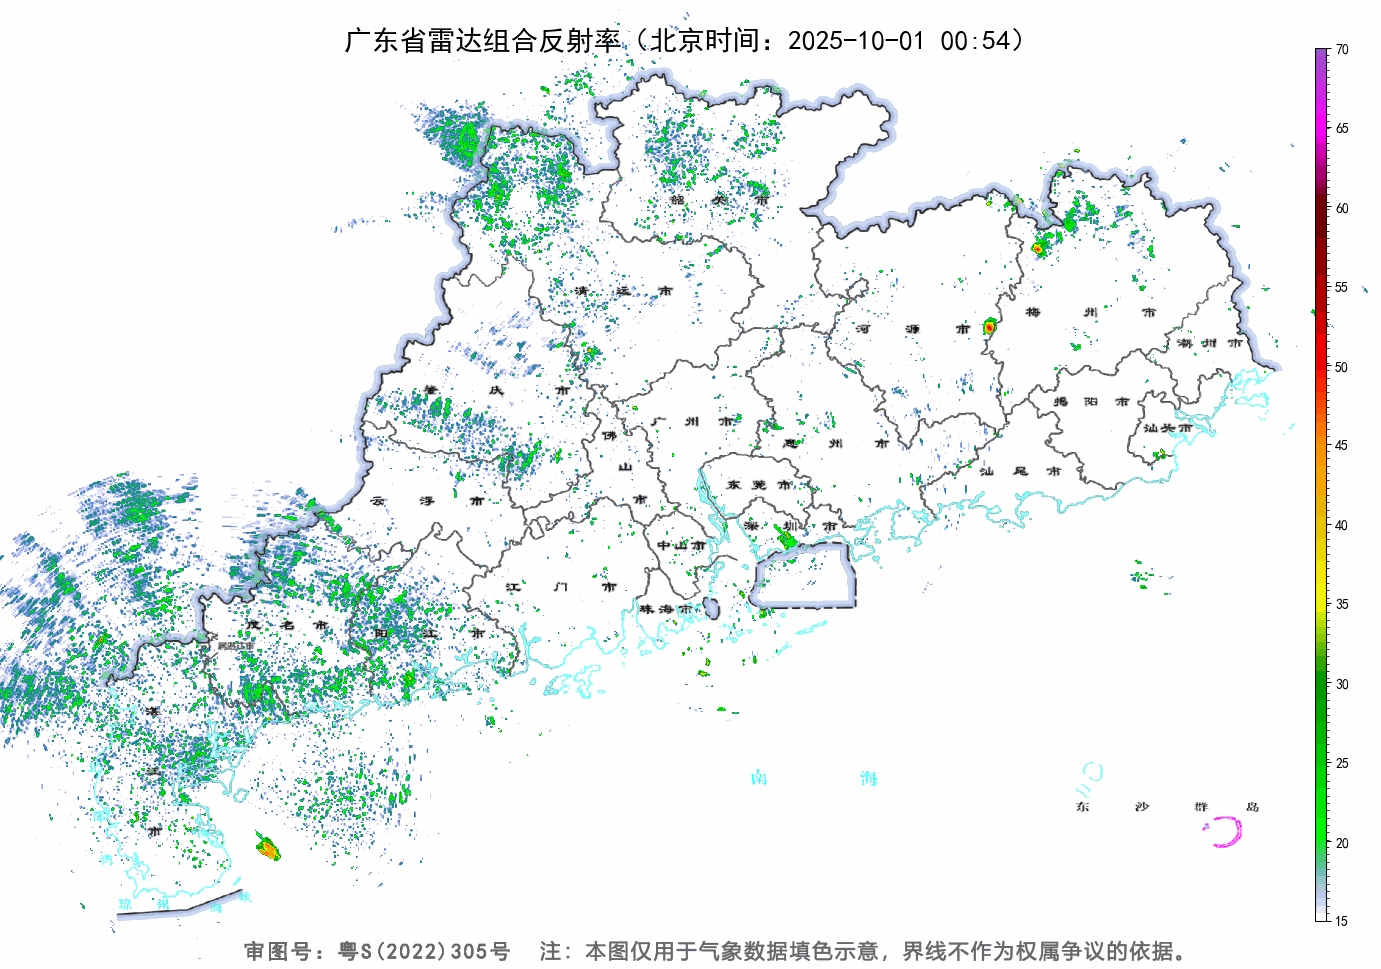 广东省雷达组合反射率（北京时间：2025-10-01 00:54）
70
65
60
55
50
45
40
35
30
25
20
15
韶关市
清远市
河源市
梅州市
潮州市
肇庆市
广州市
佛山市
惠州市
揭阳市
汕头市
汕尾市
云浮市
东莞市
深圳市
中山市
江门市
珠海市
茂名市
阳江市
湛江市
南海
东沙群岛
湾
琼州海峡
审图号：粤S(2022)305号 注：本图仅用于气象数据填色示意，界线不作为权属争议的依据。